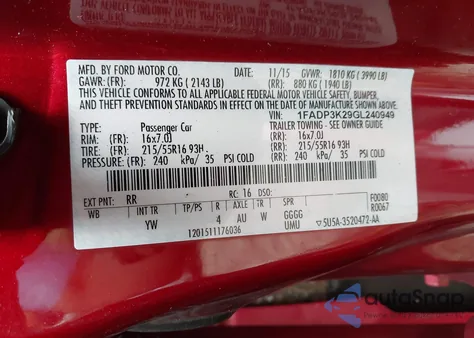 MFD. BY FORD MOTOR CO.
DATE: 11/15 GVWR: 1810 KG ( 3990 LB)
GAWR: (FR): 972 KG ( 2143 LB) (RR): 880 KG ( 1940 LB)
THIS VEHICLE CONFORMS TO ALL APPLICABLE FEDERAL MOTOR VEHICLE SAFETY, BUMPER,
AND THEFT PREVENTION STANDARDS IN EFFECT ON THE DATE OF MANUFACTURE SHOWN ABOVE.
VIN: 1FADP3K29GL240949
TYPE: Passenger Car TRAILER TOWING - SEE OWNER GUIDE
RIM: (FR): 16x7.0J (RR): 16x7.0J
TIRE: (FR): 215/55R16 93H (RR): 215/55R16 93H
PRESSURE: (FR): 240 kPa/ 35 PSI COLD (RR): 240 kPa/ 35 PSI COLD
EXT PNT: RR RC: 16 DSO: F0080
WB INT TR TP/PS R AXLE TR SPR R0067
YW 4 AU W GGGG
1201511176036 UMU 5U5A-3520472-AA
autoSnap